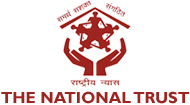 समर्थ सशक्त संगठित
राष्ट्रीय न्यास
THE NATIONAL TRUST